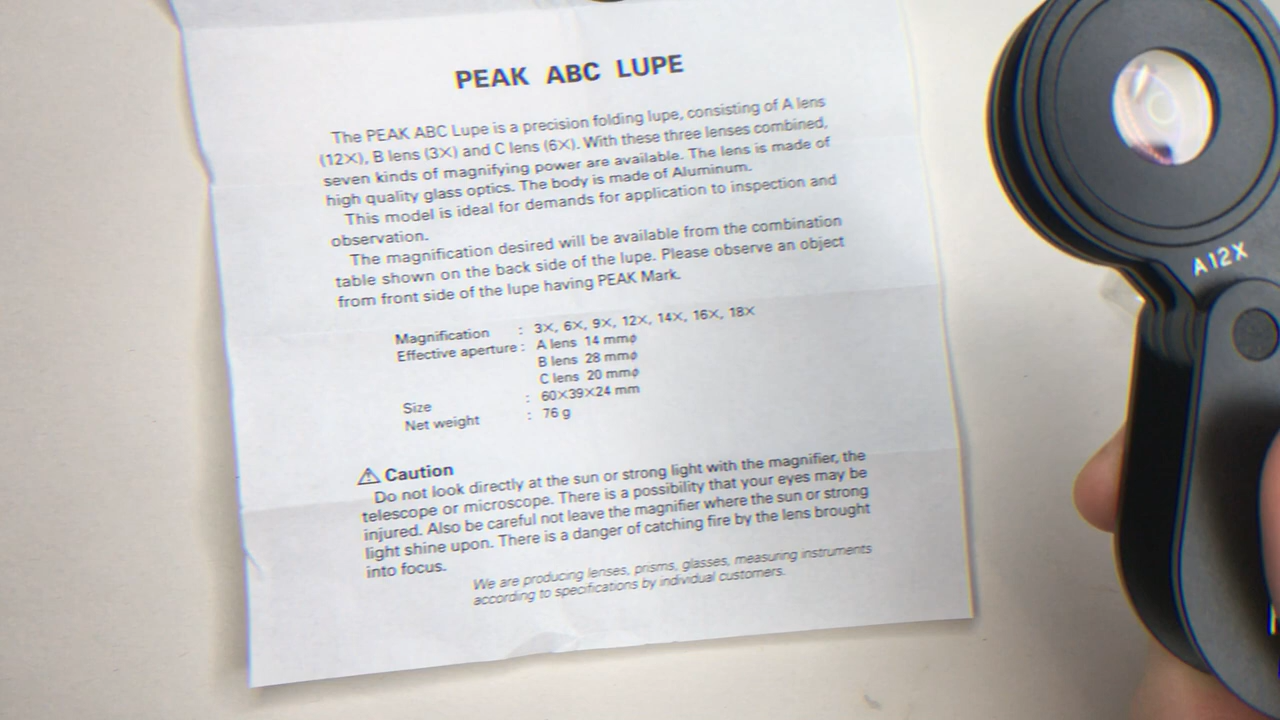 PEAK ABC LUPE
The PEAK ABC Lupe is a precision folding lupe, consisting of A lens
(12X), B lens (3X) and C lens (6X). With these three lenses combined,
seven kinds of magnifying power are available. The lens is made of
high quality glass optics. The body is made of Aluminum.
This model is ideal for demands for application to inspection and
observation.
The magnification desired will be available from the combination
table shown on the back side of the lupe. Please observe an object
from front side of the lupe having PEAK Mark.
Magnification : 3X, 6X, 9X, 12X, 14X, 16X, 18X
Effective aperture : A lens 14 mmφ
B lens 28 mmφ
C lens 20 mmφ
Size : 60X39X24 mm
Net weight : 76 g
⚠ Caution
Do not look directly at the sun or strong light with the magnifier, the
telescope or microscope. There is a possibility that your eyes may be
injured. Also be careful not leave the magnifier where the sun or strong
light shine upon. There is a danger of catching fire by the lens brought
into focus.
We are producing lenses, prisms, glasses, measuring instruments
according to specifications by individual customers.
A 12X